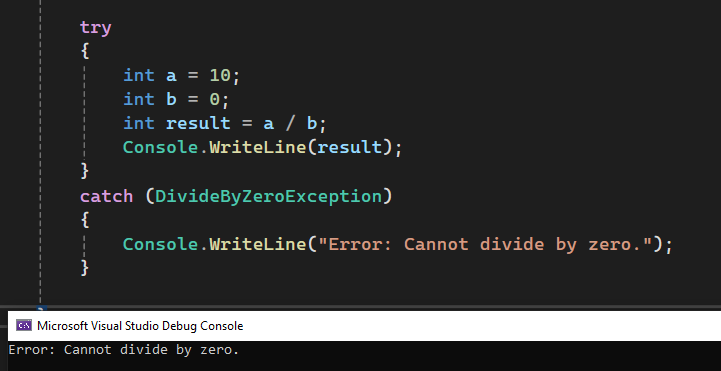 try
{
int a = 10;
int b = 0;
int result = a / b;
Console.WriteLine(result);
}
catch (DivideByZeroException)
{
Console.WriteLine("Error: Cannot divide by zero.");
}
C:\ Microsoft Visual Studio Debug Console
Error: Cannot divide by zero.